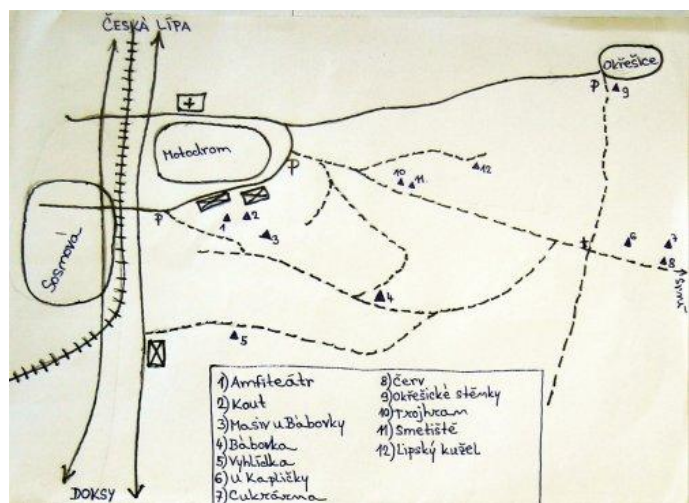 ČESKÁ LÍPA
Okřešice
P 9
Motodrom
P
10 11 12
Sosnová
P
1 2
3
6 7
8
4
5
1) Amfiteátr
2) Kout
3) Masiv u Bábovky
4) Bábovka
5) Vyhlídka
6) U Kapličky
7) Cukrárna
8) Červ
9) Okřešické stěnky
10) Trojhran
11) Smetiště
12) Lipský kužel
DOKSY